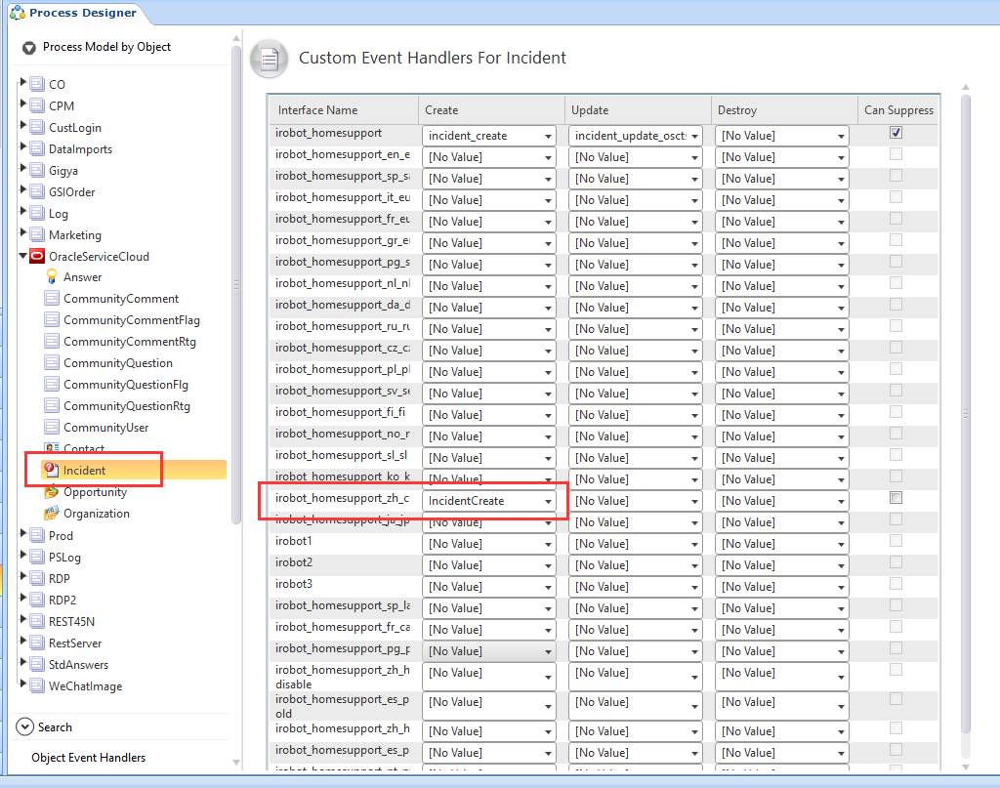 Process Designer
Process Model by Object
CO
CPM
CustLogin
DataImports
Gigya
GSIOrder
Log
Marketing
OracleServiceCloud
Answer
CommunityComment
CommunityCommentFlag
CommunityCommentRtg
CommunityQuestion
CommunityQuestionFlg
CommunityQuestionRtg
CommunityUser
Contact
Incident
Opportunity
Organization
Prod
PSLog
RDP
RDP2
REST45N
RestServer
StdAnswers
WeChatImage
Search
Object Event Handlers
Custom Event Handlers For Incident
Interface Name Create Update Destroy Can Suppress
irobot_homesupport incident_create incident_update_osct [No Value]
irobot_homesupport_en_e [No Value] [No Value] [No Value]
irobot_homesupport_sp_s [No Value] [No Value] [No Value]
irobot_homesupport_it_eu [No Value] [No Value] [No Value]
irobot_homesupport_fr_eu [No Value] [No Value] [No Value]
irobot_homesupport_gr_e [No Value] [No Value] [No Value]
irobot_homesupport_pg_s [No Value] [No Value] [No Value]
irobot_homesupport_nl_nl [No Value] [No Value] [No Value]
irobot_homesupport_da_d [No Value] [No Value] [No Value]
irobot_homesupport_ru_ru [No Value] [No Value] [No Value]
irobot_homesupport_cz_c [No Value] [No Value] [No Value]
irobot_homesupport_pl_pl [No Value] [No Value] [No Value]
irobot_homesupport_sv_se [No Value] [No Value] [No Value]
irobot_homesupport_fi_fi [No Value] [No Value] [No Value]
irobot_homesupport_no_r [No Value] [No Value] [No Value]
irobot_homesupport_sl_sl [No Value] [No Value] [No Value]
irobot_homesupport_ko_k [No Value] [No Value] [No Value]
irobot_homesupport_zh_c IncidentCreate [No Value] [No Value]
irobot_homesupport_ja_jp [No Value] [No Value] [No Value]
irobot1 [No Value] [No Value] [No Value]
irobot2 [No Value] [No Value] [No Value]
irobot3 [No Value] [No Value] [No Value]
irobot_homesupport_sp_la [No Value] [No Value] [No Value]
irobot_homesupport_fr_ca [No Value] [No Value] [No Value]
irobot_homesupport_pg_p [No Value] [No Value] [No Value]
irobot_homesupport_zh_h [No Value] [No Value] [No Value]
disable
irobot_homesupport_es_p [No Value] [No Value] [No Value]
old
irobot_homesupport_zh_h [No Value] [No Value] [No Value]
irobot_homesupport_es_p [No Value] [No Value] [No Value]